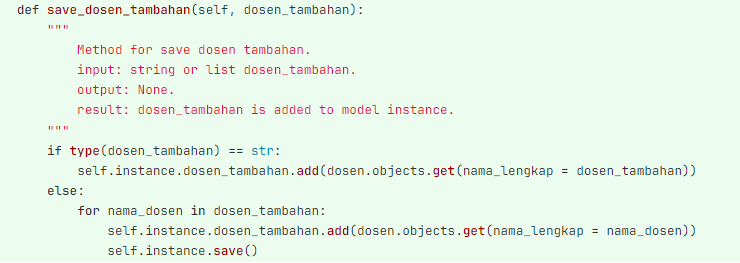 def save_dosen_tambahan(self, dosen_tambahan):
"""
Method for save dosen tambahan.
input: string or list dosen_tambahan.
output: None.
result: dosen_tambahan is added to model instance.
"""
if type(dosen_tambahan) == str:
self.instance.dosen_tambahan.add(dosen.objects.get(nama_lengkap = dosen_tambahan))
else:
for nama_dosen in dosen_tambahan:
self.instance.dosen_tambahan.add(dosen.objects.get(nama_lengkap = nama_dosen))
self.instance.save()